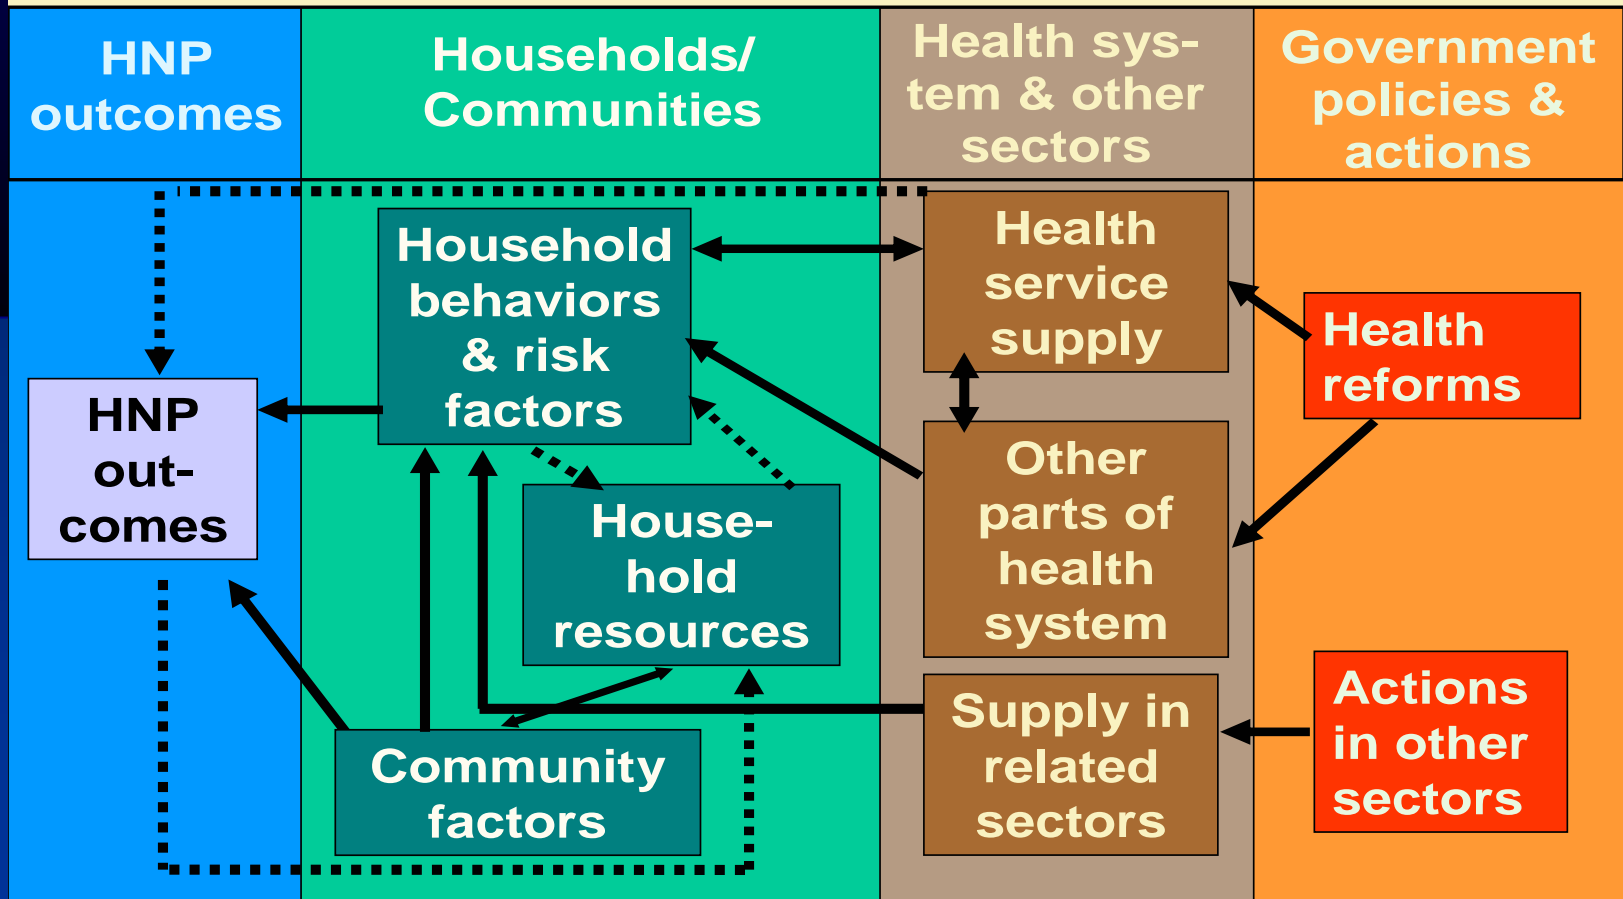 HNP
outcomes
Households/
Communities
Health sys-
tem & other
sectors
Government
policies &
actions
Household
behaviors
& risk
factors
Health
service
supply
Health
reforms
HNP
out-
comes
Other
parts of
health
system
House-
hold
resources
Actions
in other
sectors
Supply in
related
sectors
Community
factors